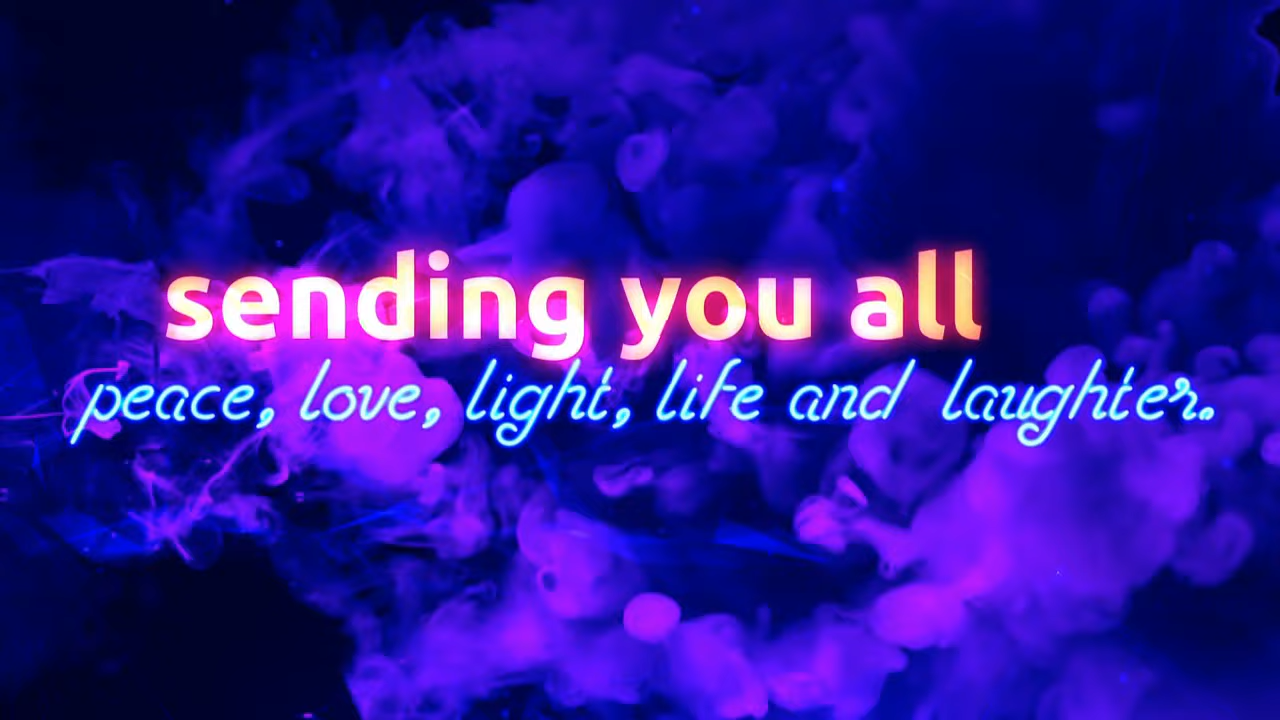 sending you all
peace, love, light, life and laughter.